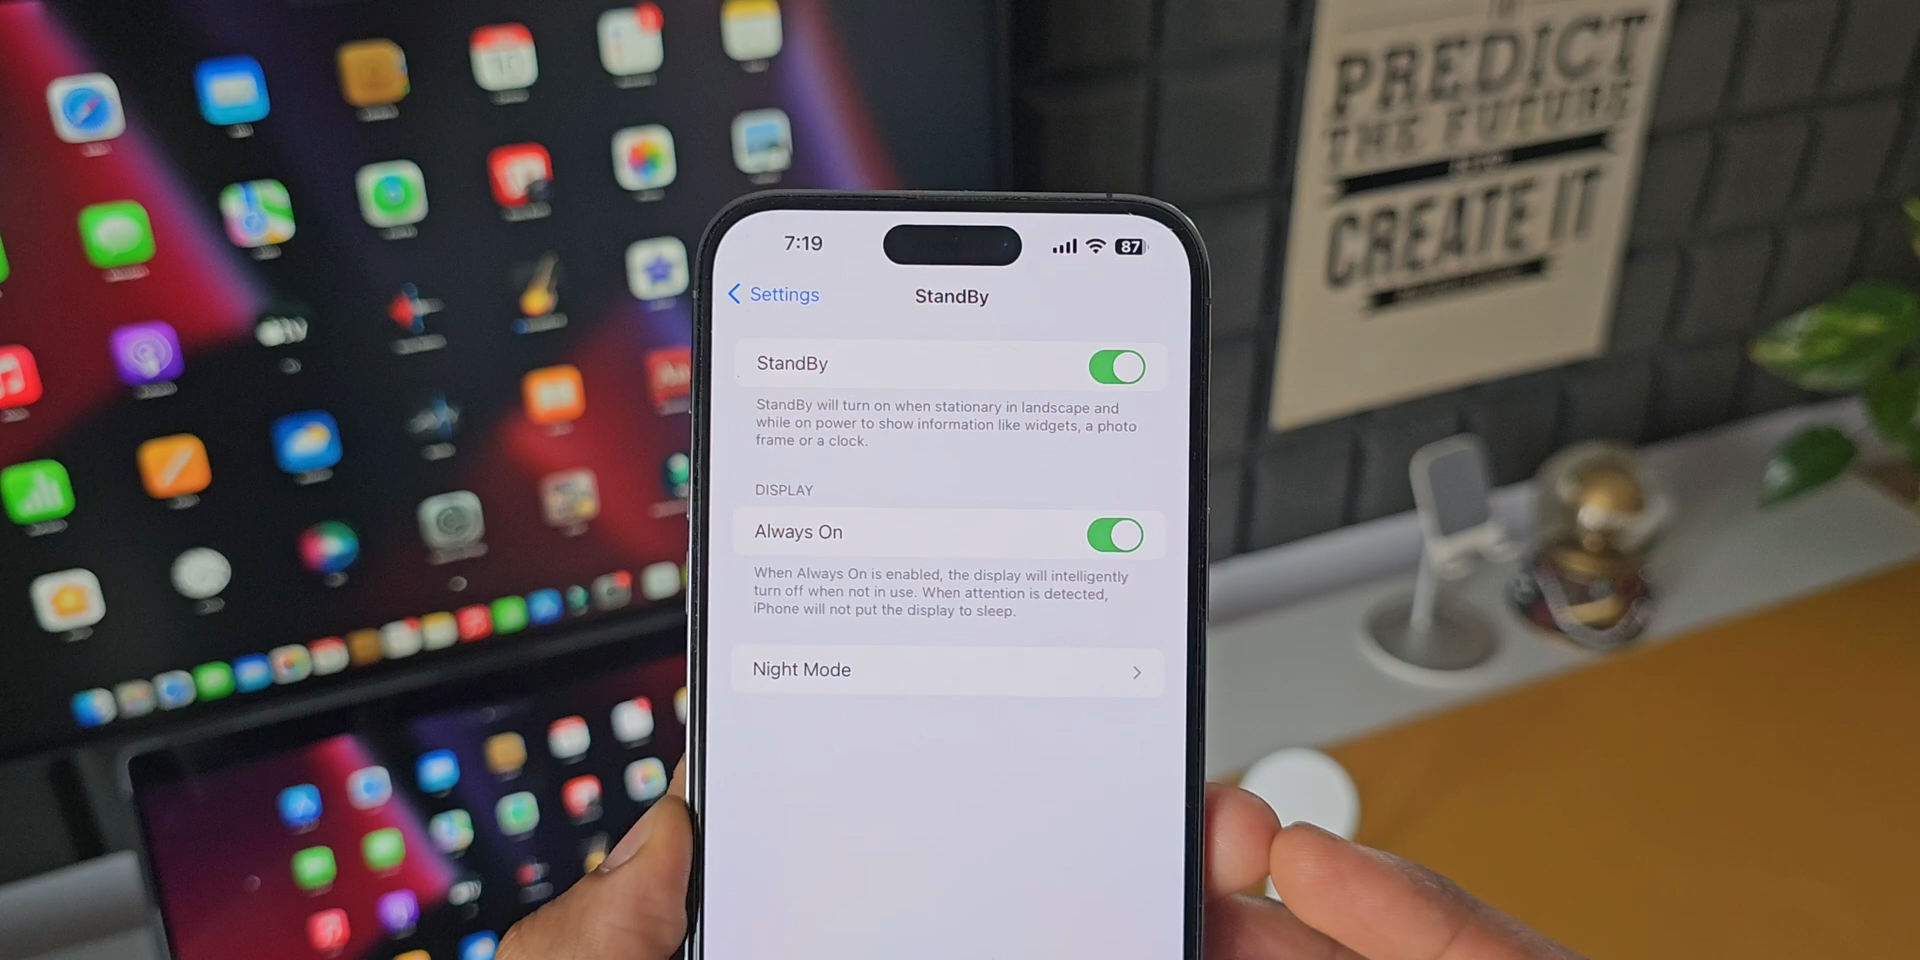 PREDICT
THE FUTURE
CREATE IT
7:19
87
Settings
StandBy
StandBy
StandBy will turn on when stationary in landscape and
while on power to show information like widgets, a photo
frame or a clock.
DISPLAY
Always On
When Always On is enabled, the display will intelligently
turn off when not in use. When attention is detected,
iPhone will not put the display to sleep.
Night Mode